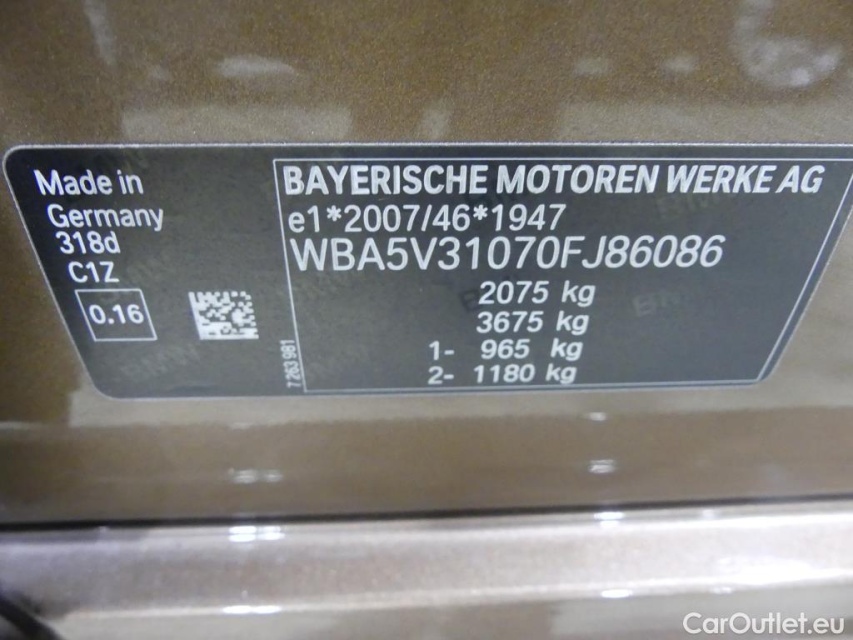 Made in
Germany
318d
C1Z
0.16
7 263 981
BAYERISCHE MOTOREN WERKE AG
e1*2007/46*1947
WBA5V31070FJ86086
2075 kg
3675 kg
1- 965 kg
2- 1180 kg
CarOutlet.eu